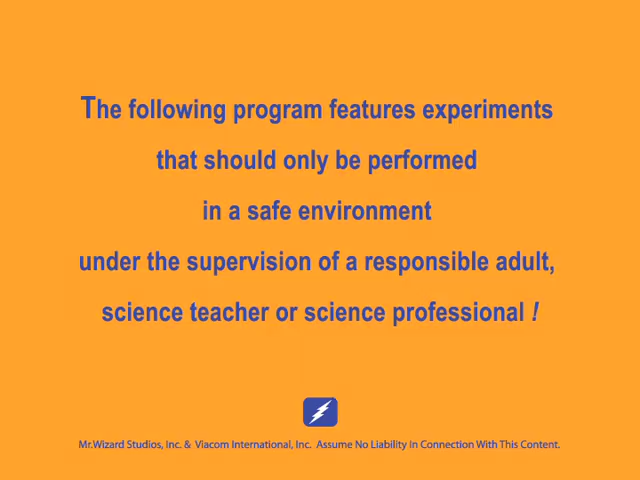 The following program features experiments
that should only be performed
in a safe environment
under the supervision of a responsible adult,
science teacher or science professional !
Mr.Wizard Studios, Inc. & Viacom International, Inc. Assume No Liability In Connection With This Content.